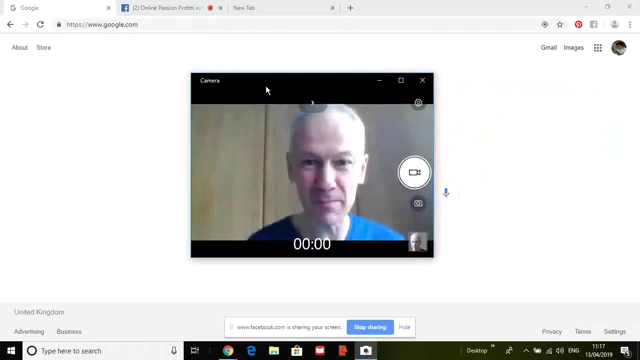 Google
(2) Online Passion Profits wi
New Tab
https://www.google.com
About
Store
Gmail
Images
Camera
00:00
United Kingdom
Advertising
Business
Privacy
Terms
Settings
www.facebook.com is sharing your screen.
Stop sharing
Hide
Type here to search
Desktop
ENG
11:17
13/04/2019